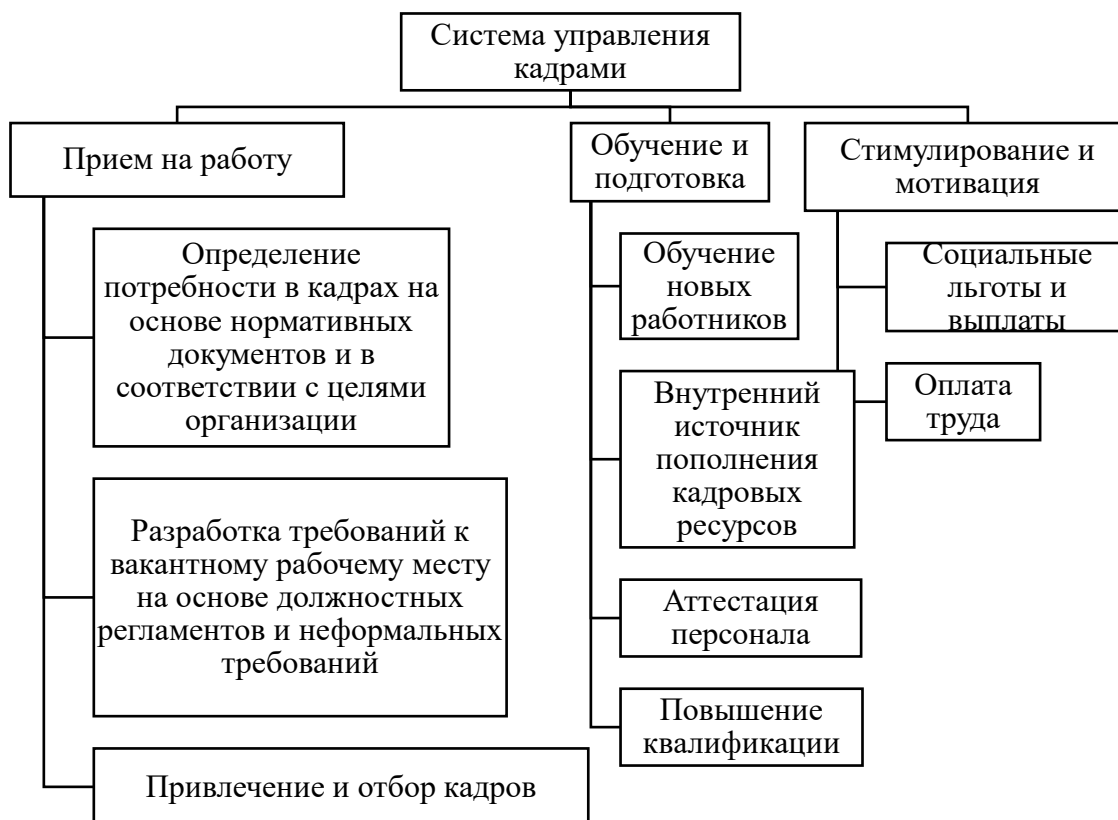 Система управления
кадрами
Прием на работу
Определение
потребности в кадрах на
основе нормативных
документов и в
соответствии с целями
организации
Разработка требований к
вакантному рабочему месту
на основе должностных
регламентов и неформальных
требований
Привлечение и отбор кадров
Обучение и
подготовка
Обучение
новых
работников
Внутренний
источник
пополнения
кадровых
ресурсов
Аттестация
персонала
Повышение
квалификации
Стимулирование и
мотивация
Социальные
льготы и
выплаты
Оплата
труда